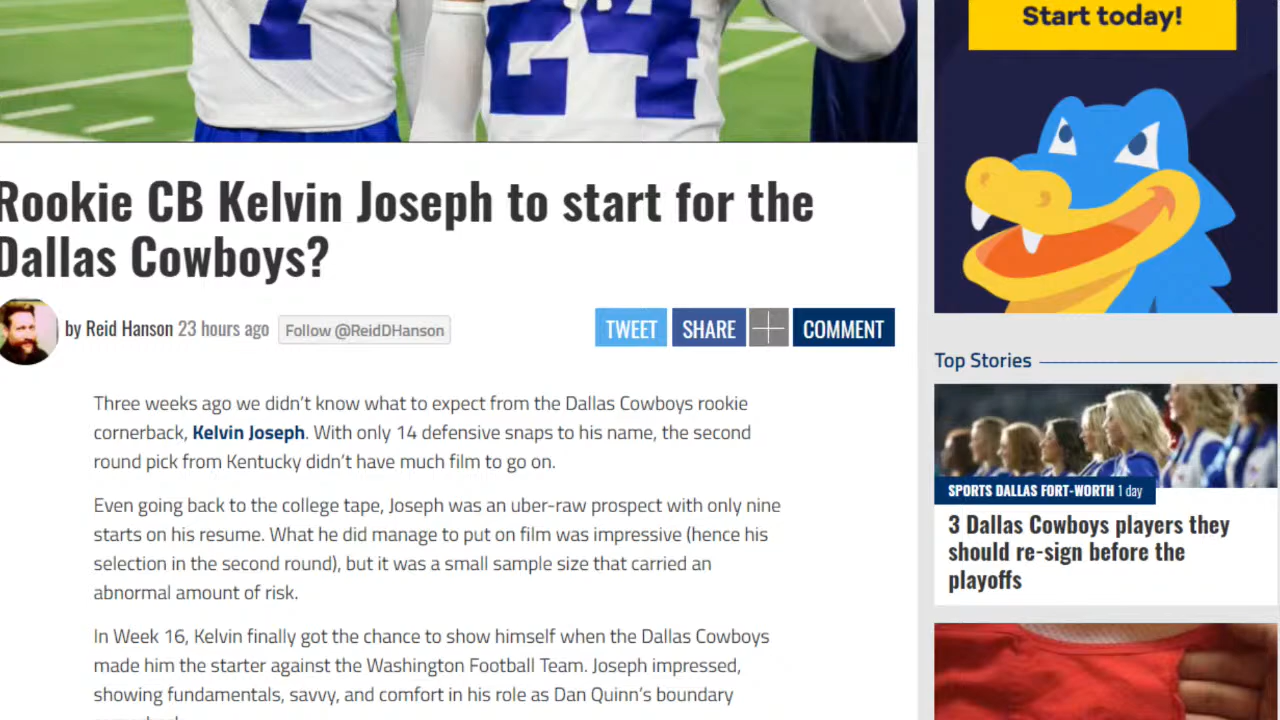 7
24
Start today!
Rookie CB Kelvin Joseph to start for the
Dallas Cowboys?
by Reid Hanson 23 hours ago
Follow @ReidDHanson
TWEET
SHARE
COMMENT
Three weeks ago we didn't know what to expect from the Dallas Cowboys rookie
cornerback, Kelvin Joseph. With only 14 defensive snaps to his name, the second
round pick from Kentucky didn't have much film to go on.
Even going back to the college tape, Joseph was an uber-raw prospect with only nine
starts on his resume. What he did manage to put on film was impressive (hence his
selection in the second round), but it was a small sample size that carried an
abnormal amount of risk.
In Week 16, Kelvin finally got the chance to show himself when the Dallas Cowboys
made him the starter against the Washington Football Team. Joseph impressed,
showing fundamentals, savvy, and comfort in his role as Dan Quinn's boundary
Top Stories
SPORTS DALLAS FORT-WORTH 1 day
3 Dallas Cowboys players they
should re-sign before the
playoffs